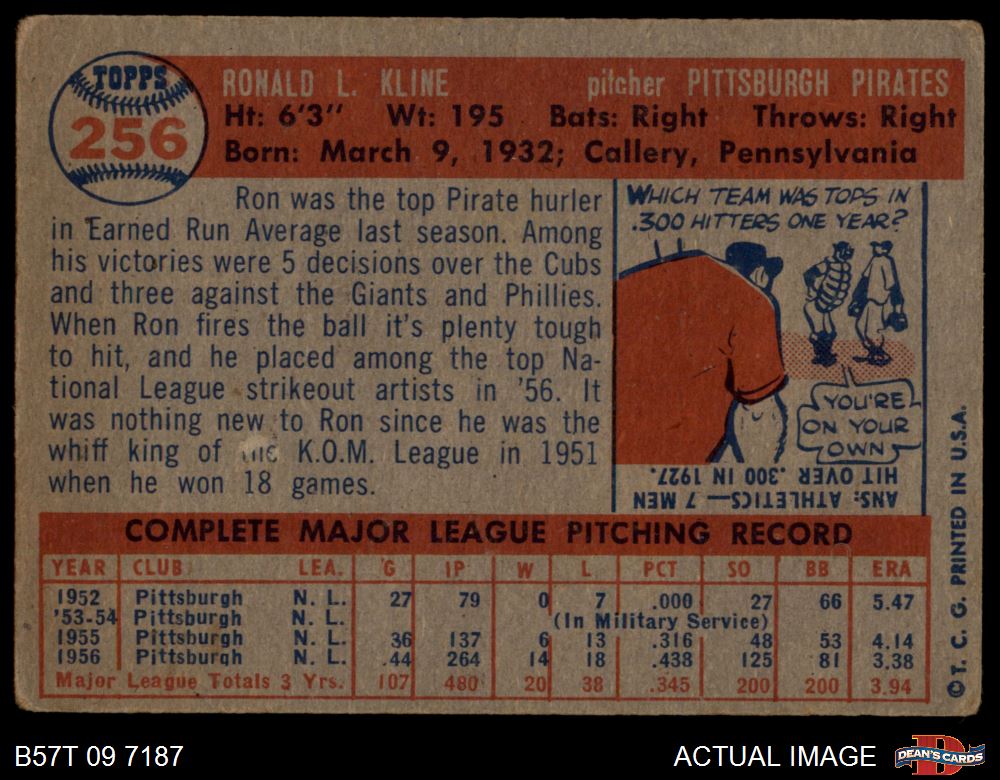 TOPPS
256
RONALD L. KLINE pitcher PITTSBURGH PIRATES
Ht: 6'3" Wt: 195 Bats: Right Throws: Right
Born: March 9, 1932; Callery, Pennsylvania
Ron was the top Pirate hurler
in Earned Run Average last season. Among
his victories were 5 decisions over the Cubs
and three against the Giants and Phillies.
When Ron fires the ball it's plenty tough
to hit, and he placed among the top Na-
tional League strikeout artists in '56. It
was nothing new to Ron since he was the
whiff king of the K.O.M. League in 1951
when he won 18 games.
WHICH TEAM WAS TOPS IN
.300 HITTERS ONE YEAR?
YOU'RE
ON YOUR
OWN
ANS: ATHLETICS—7 MEN
HIT OVER .300 IN 1927.
COMPLETE MAJOR LEAGUE PITCHING RECORD
YEAR CLUB LEA. G IP W L PCT SO BB ERA
1952 Pittsburgh N. L. 27 79 0 7 .000 27 66 5.47
'53-54 Pittsburgh N. L. (In Military Service)
1955 Pittsburgh N. L. 36 137 6 13 .316 48 53 4.14
1956 Pittsburgh N. L. .44 264 14 18 .438 125 81 3.38
Major League Totals 3 Yrs. 107 480 20 38 .345 200 200 3.94
© T. C. G. PRINTED IN U.S.A.
B57T 09 7187
ACTUAL IMAGE
D
DEAN'S CARDS